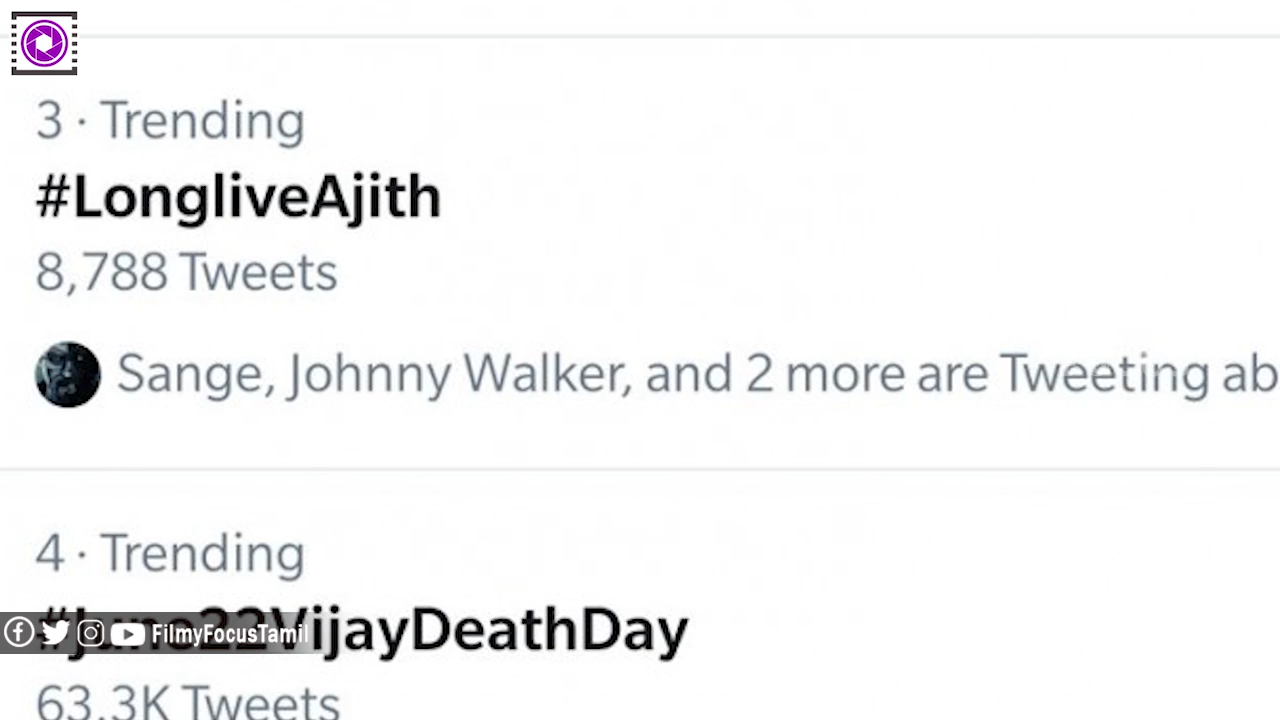 3 · Trending
#LongliveAjith
8,788 Tweets
Sange, Johnny Walker, and 2 more are Tweeting ab
4 · Trending
#June22VijayDeathDay
FilmyFocusTamil
63.3K Tweets